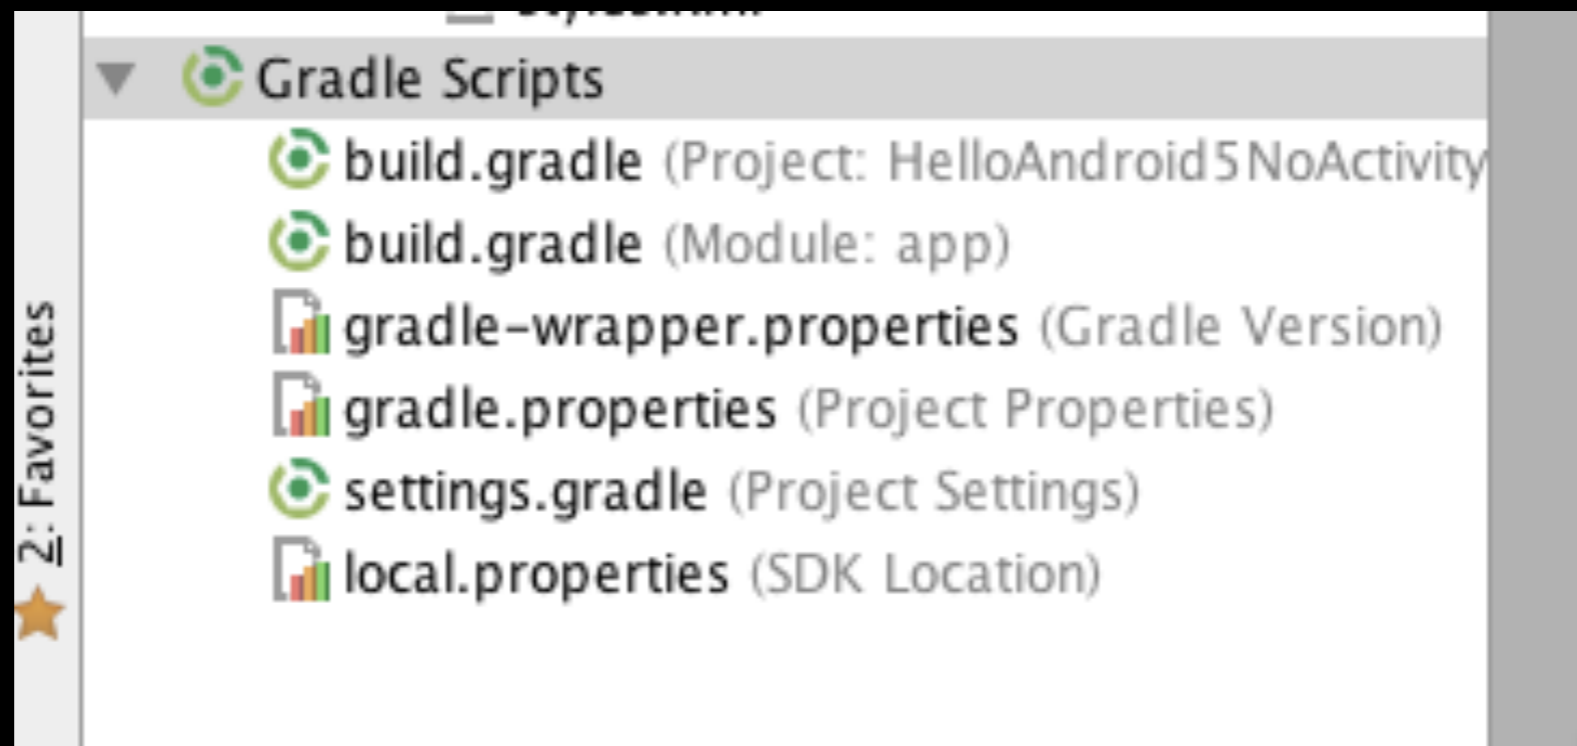 Gradle Scripts
build.gradle (Project: HelloAndroid5NoActivity
build.gradle (Module: app)
gradle-wrapper.properties (Gradle Version)
gradle.properties (Project Properties)
settings.gradle (Project Settings)
local.properties (SDK Location)
2: Favorites